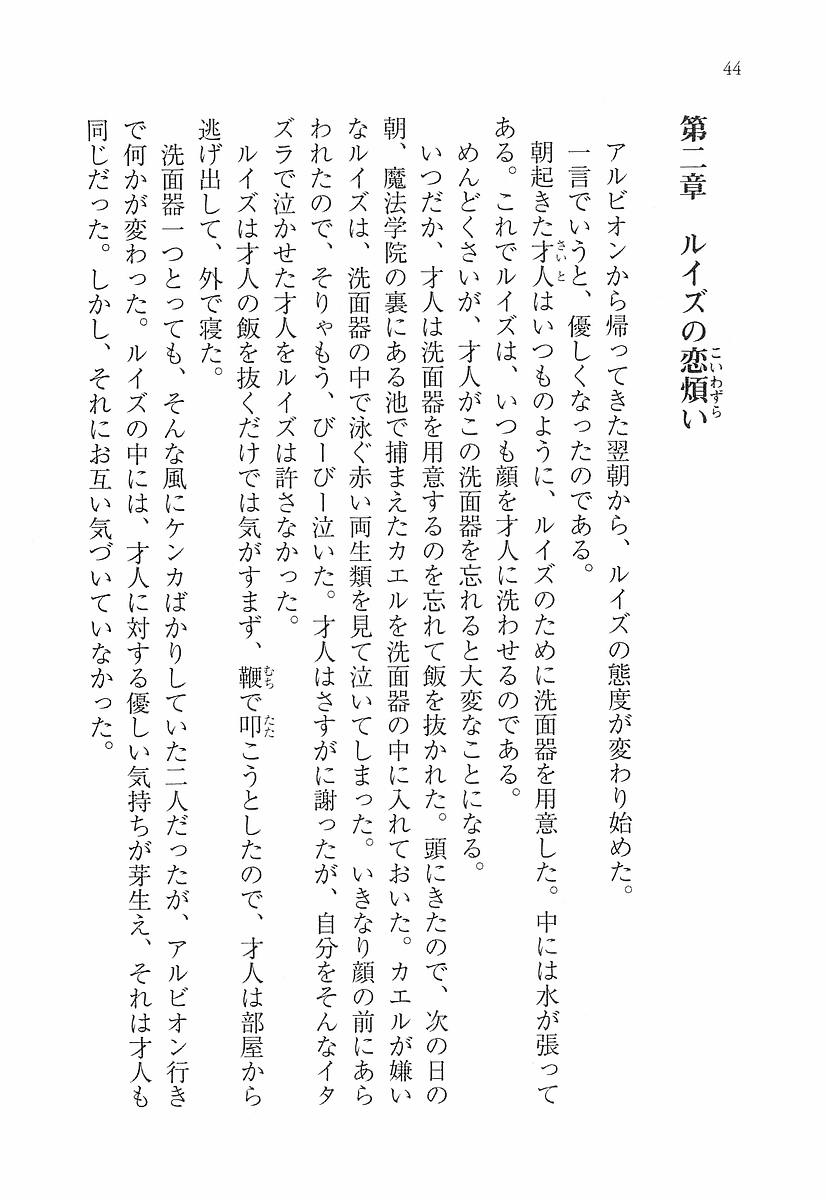 44
第二章　ルイズの恋煩い
アルビオンから帰ってきた翌朝から、ルイズの態度が変わり始めた。
一言でいうと、優しくなったのである。
朝起きた才人はいつものように、ルイズのために洗面器を用意した。中には水が張って
ある。これでルイズは、いつも顔を才人に洗わせるのである。
めんどくさいが、才人がこの洗面器を忘れると大変なことになる。
いつだか、才人は洗面器を用意するのを忘れて飯を抜かれた。頭にきたので、次の日の
朝、魔法学院の裏にある池で捕まえたカエルを洗面器の中に入れておいた。カエルが嫌い
なルイズは、洗面器の中で泳ぐ赤い両生類を見て泣いてしまった。いきなり顔の前にあら
われたので、そりゃもう、びーびー泣いた。才人はさすがに謝ったが、自分をそんなイタ
ズラで泣かせた才人をルイズは許さなかった。
ルイズは才人の飯を抜くだけでは気がすまず、鞭で叩こうとしたので、才人は部屋から
逃げ出して、外で寝た。
洗面器一つとっても、そんな風にケンカばかりしていた二人だったが、アルビオン行き
で何かが変わった。ルイズの中には、才人に対する優しい気持ちが芽生え、それは才人も
同じだった。しかし、それにお互い気づいていなかった。